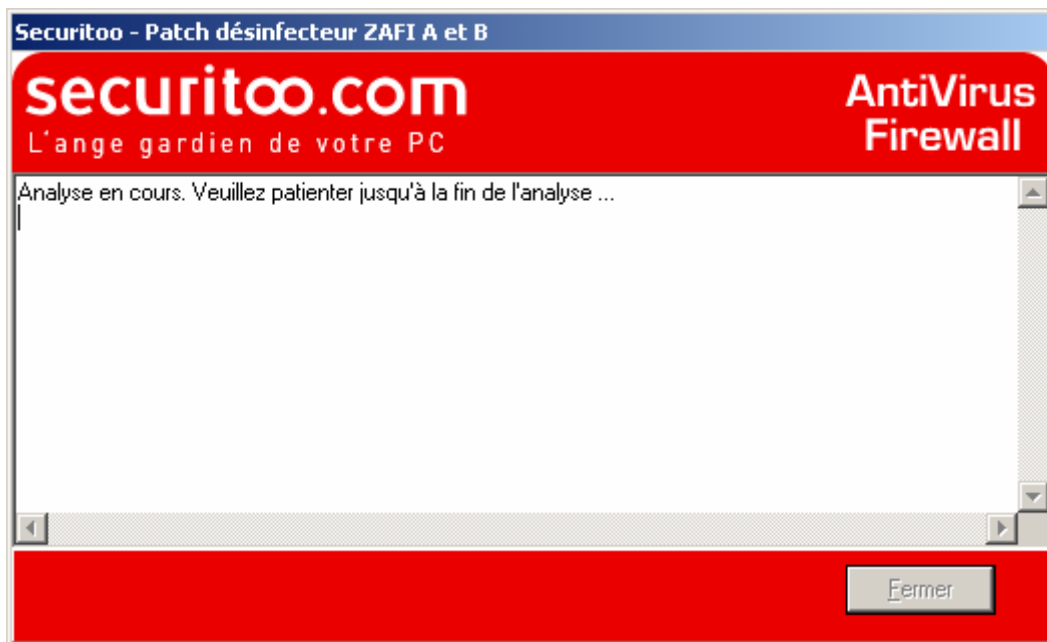 Securitoo - Patch désinfecteur ZAFI A et B
securitoo.com
L'ange gardien de votre PC
AntiVirus
Firewall
Analyse en cours. Veuillez patienter jusqu'à la fin de l'analyse ...
Fermer